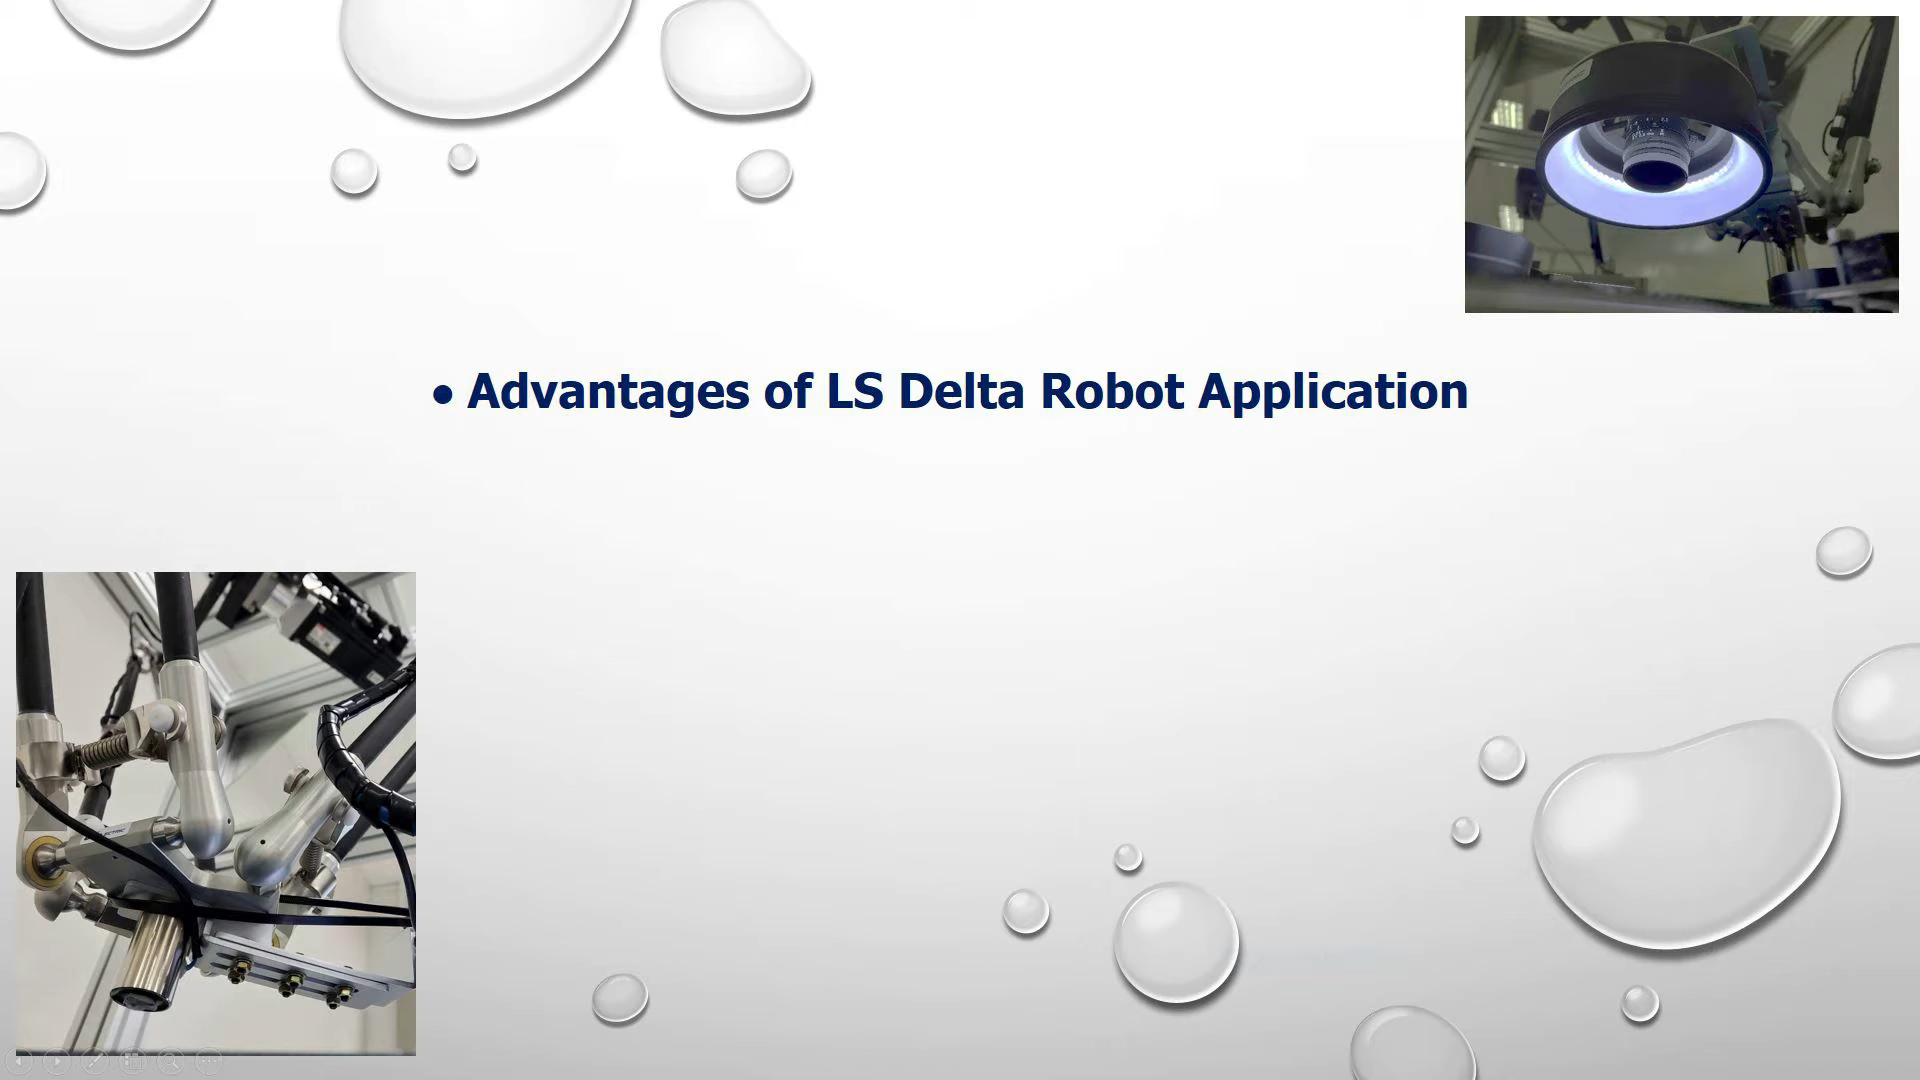 • Advantages of LS Delta Robot Application